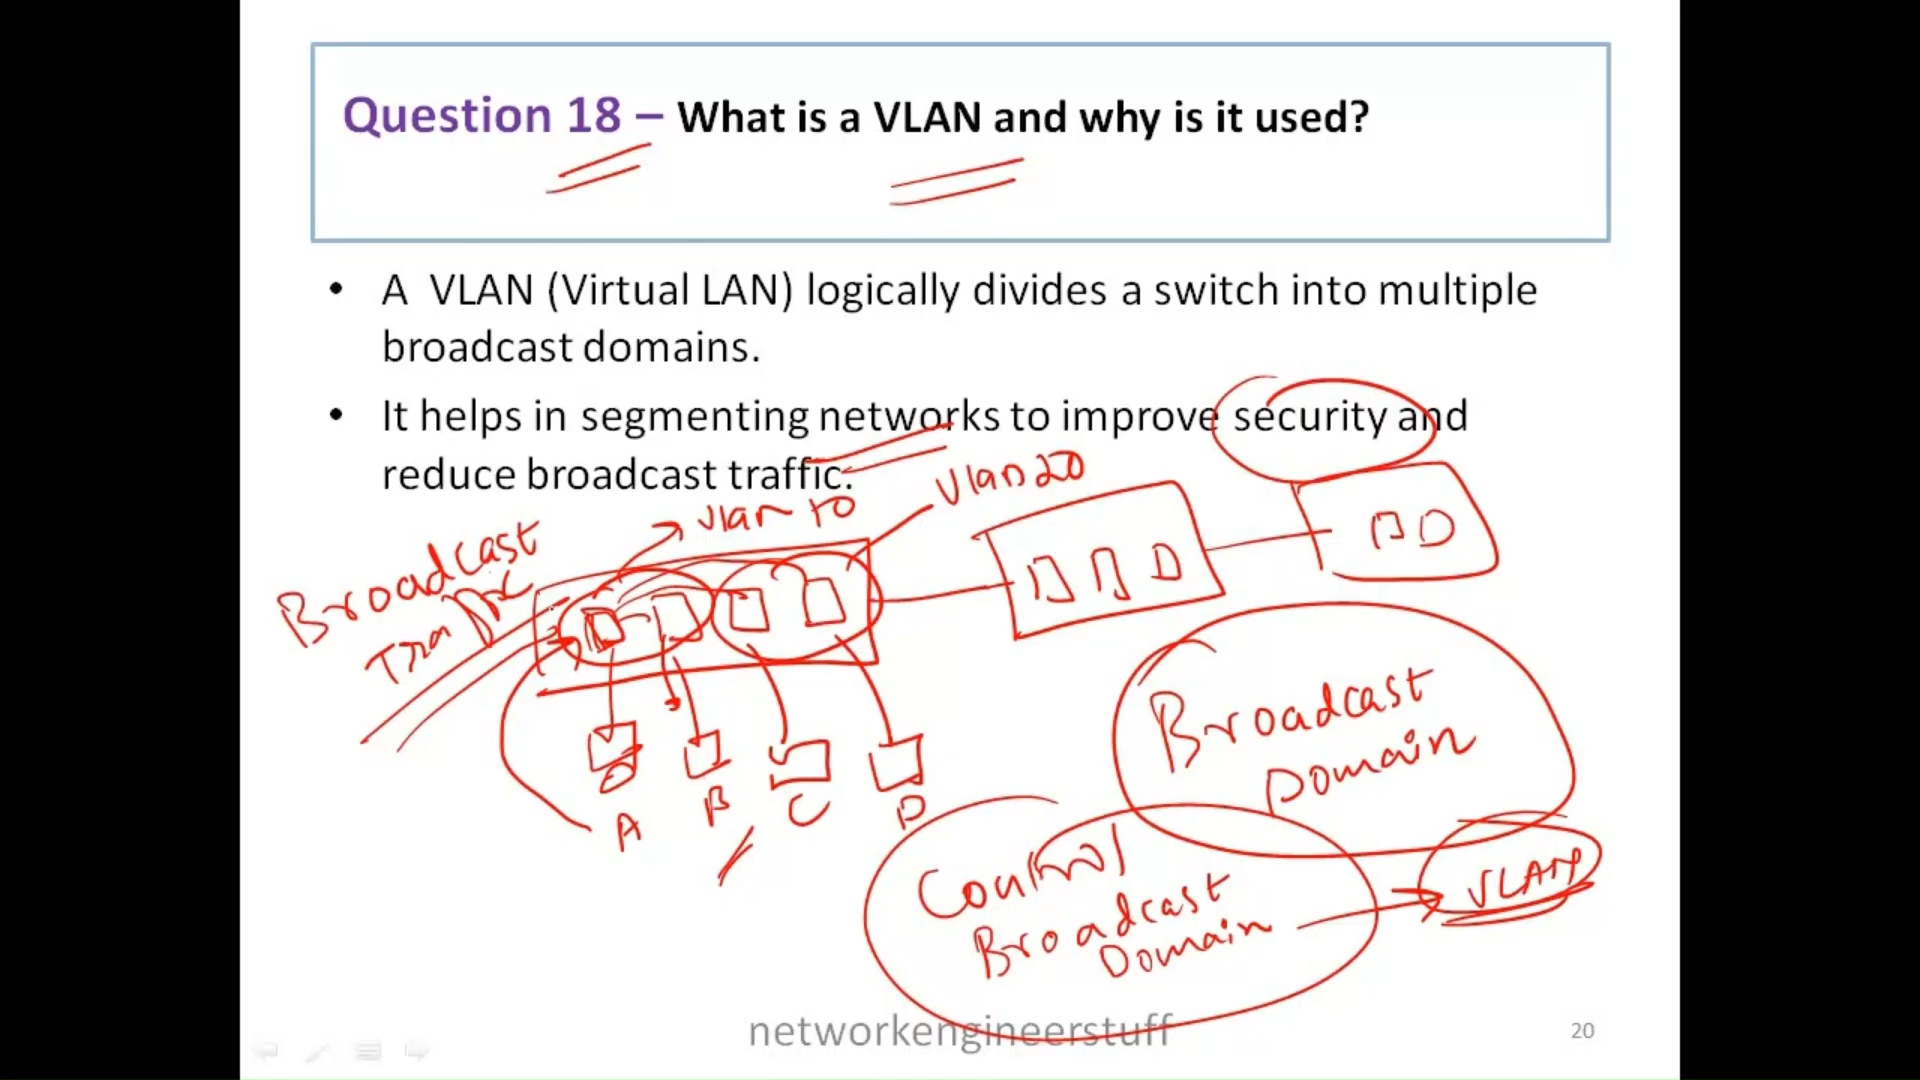 Question 18 – What is a VLAN and why is it used?
• A VLAN (Virtual LAN) logically divides a switch into multiple
broadcast domains.
• It helps in segmenting networks to improve security and
reduce broadcast traffic.
Vlan 20
Vlan 10
Broadcast
Traffic
A
B
C
D
Broadcast
Domain
Control
Broadcast
Domain
VLAN
networkengineerstuff
20